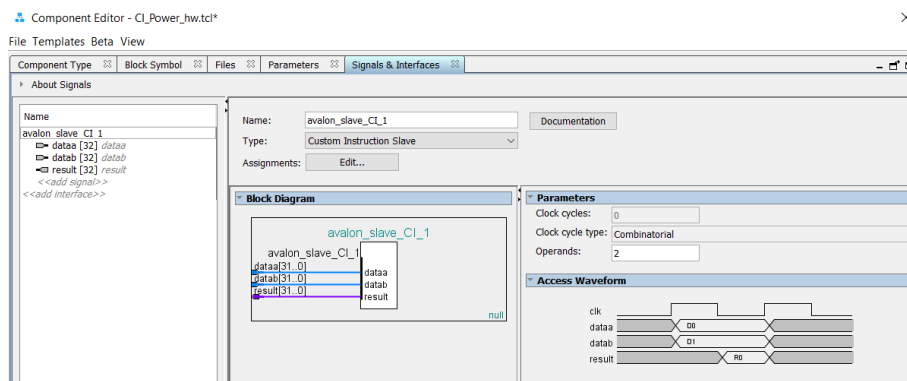 Component Editor - CI_Power_hw.tcl*
File Templates Beta View
Component Type Block Symbol Files Parameters Signals & Interfaces
About Signals
Name
avalon_slave_CI_1
dataa [32] dataa
datab [32] datab
result [32] result
<<add signal>>
<<add interface>>
Name: avalon_slave_CI_1 Documentation
Type: Custom Instruction Slave
Assignments: Edit...
Block Diagram
avalon_slave_CI_1
avalon_slave_CI_1
dataa[31..0] dataa
datab[31..0] datab
result[31..0] result
null
Parameters
Clock cycles: 0
Clock cycle type: Combinatorial
Operands: 2
Access Waveform
clk
dataa D0
datab D1
result R0